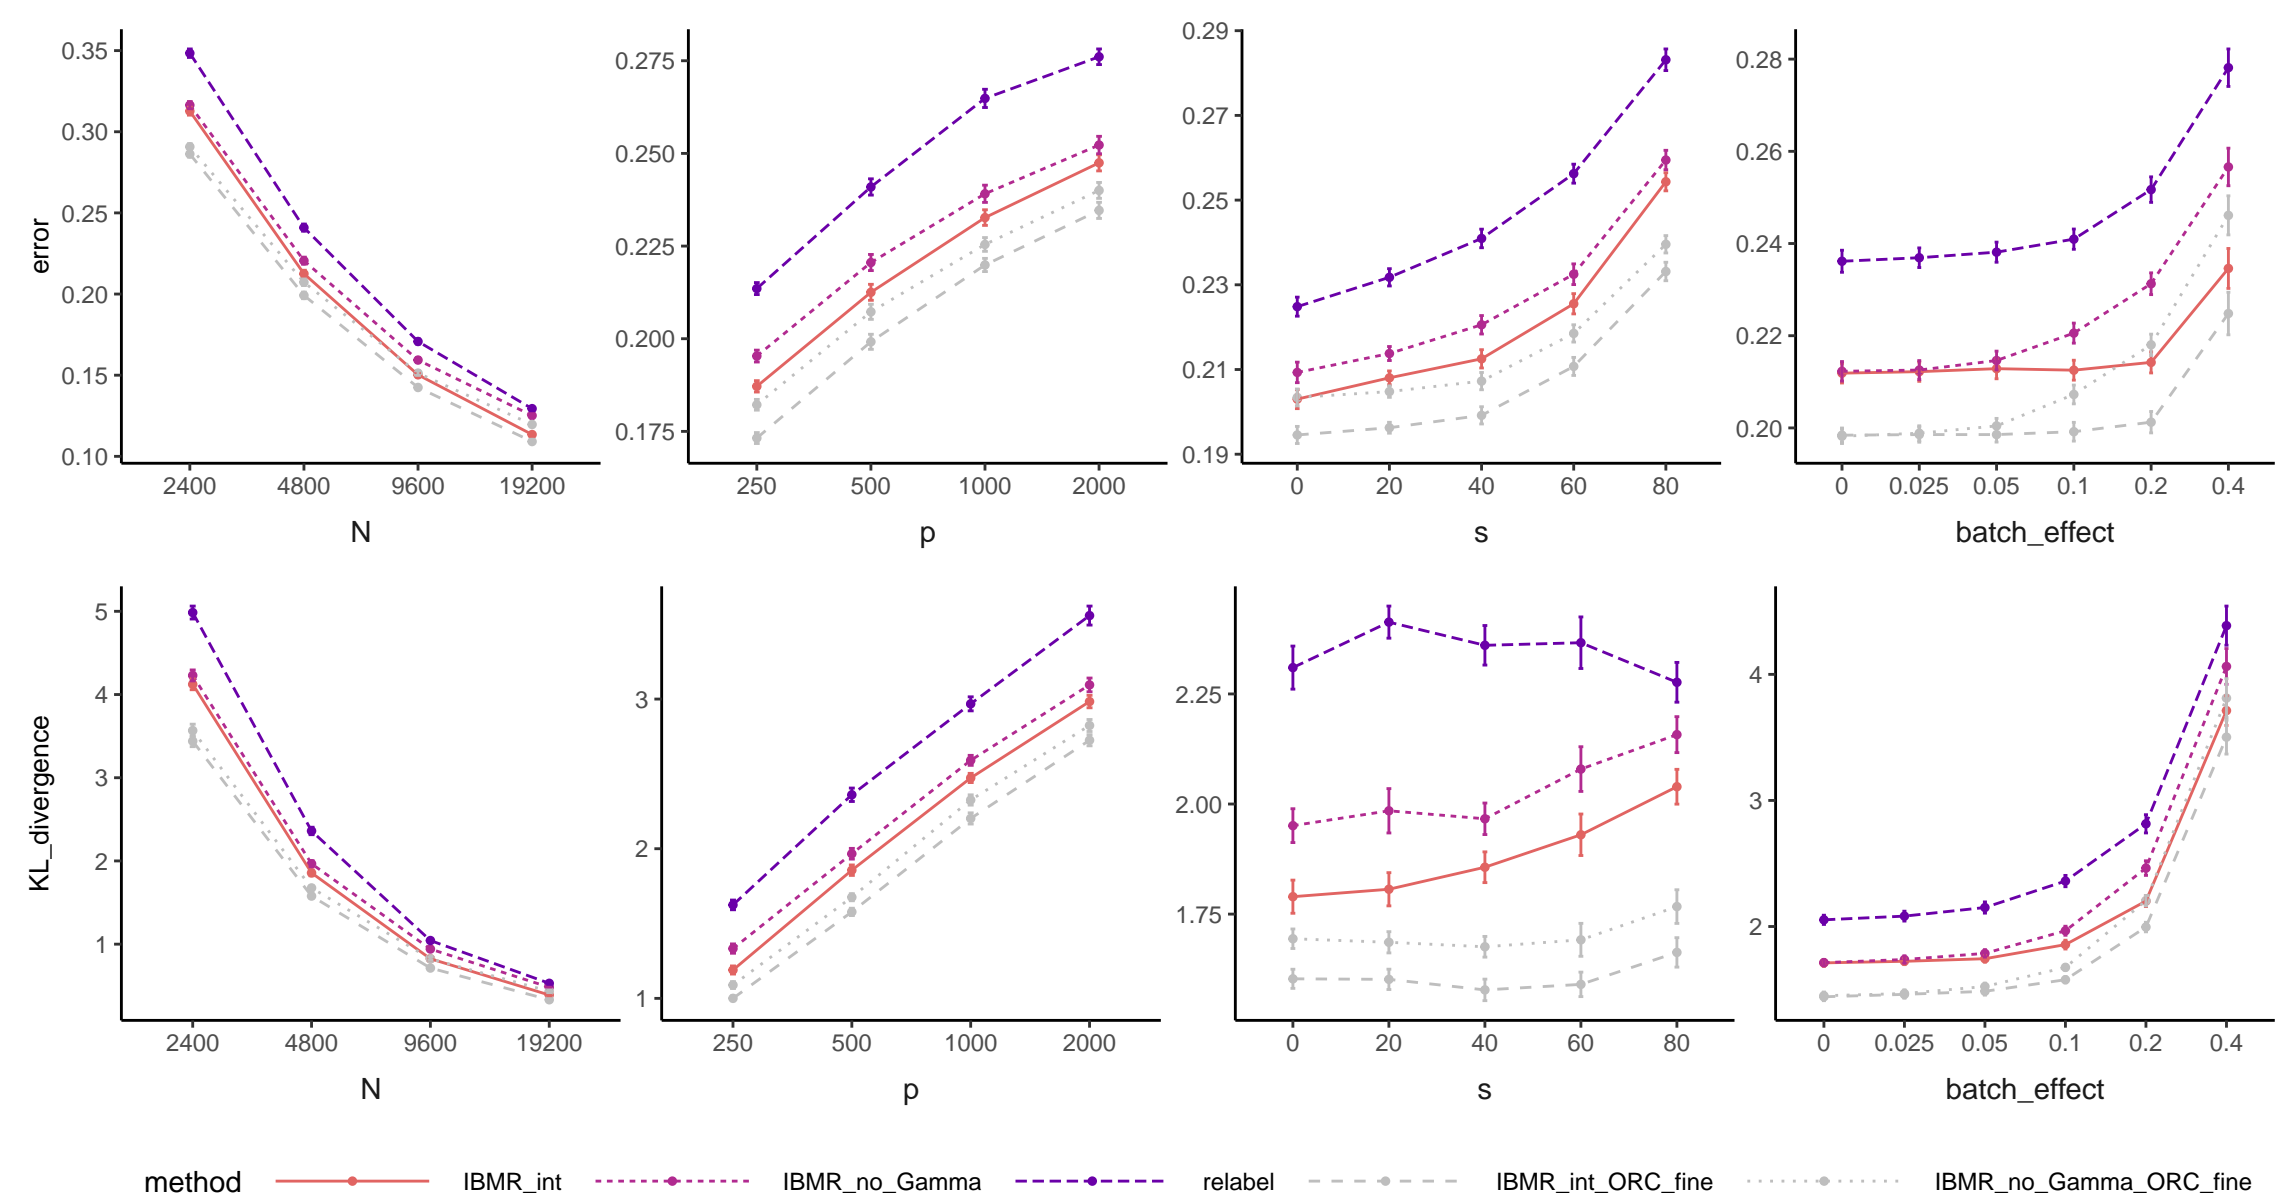 error
0.35
0.30
0.25
0.20
0.15
0.10
2400 4800 9600 19200
N
0.275
0.250
0.225
0.200
0.175
250 500 1000 2000
p
0.29
0.27
0.25
0.23
0.21
0.19
0 20 40 60 80
s
0.28
0.26
0.24
0.22
0.20
0 0.025 0.05 0.1 0.2 0.4
batch_effect
KL_divergence
5
4
3
2
1
2400 4800 9600 19200
N
3
2
1
250 500 1000 2000
p
2.25
2.00
1.75
0 20 40 60 80
s
4
3
2
0 0.025 0.05 0.1 0.2 0.4
batch_effect
method IBMR_int IBMR_no_Gamma relabel IBMR_int_ORC_fine IBMR_no_Gamma_ORC_fine